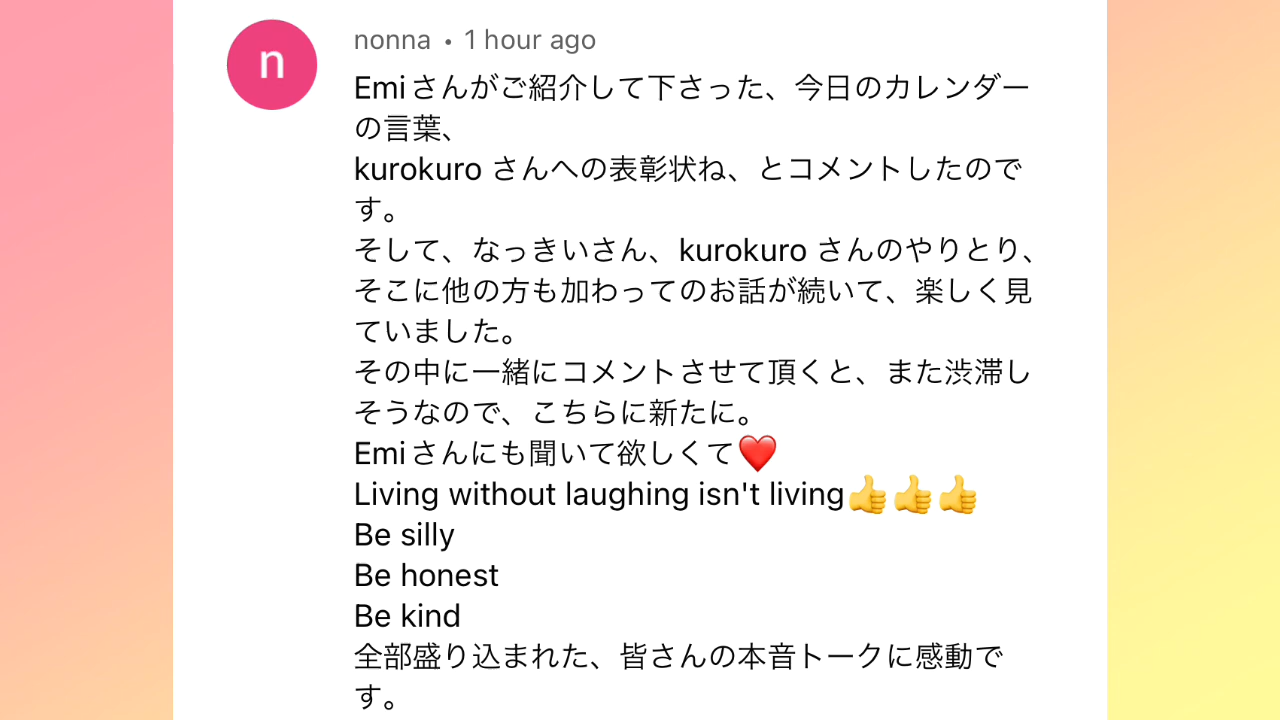 n
nonna • 1 hour ago
Emiさんがご紹介して下さった、今日のカレンダー
の言葉、
kurokuro さんへの表彰状ね、とコメントしたので
す。
そして、なっきいさん、kurokuro さんのやりとり、
そこに他の方も加わってのお話が続いて、楽しく見
ていました。
その中に一緒にコメントさせて頂くと、また渋滞し
そうなので、こちらに新たに。
Emiさんにも聞いて欲しくて❤️
Living without laughing isn't living👍👍👍
Be silly
Be honest
Be kind
全部盛り込まれた、皆さんの本音トークに感動で
す。